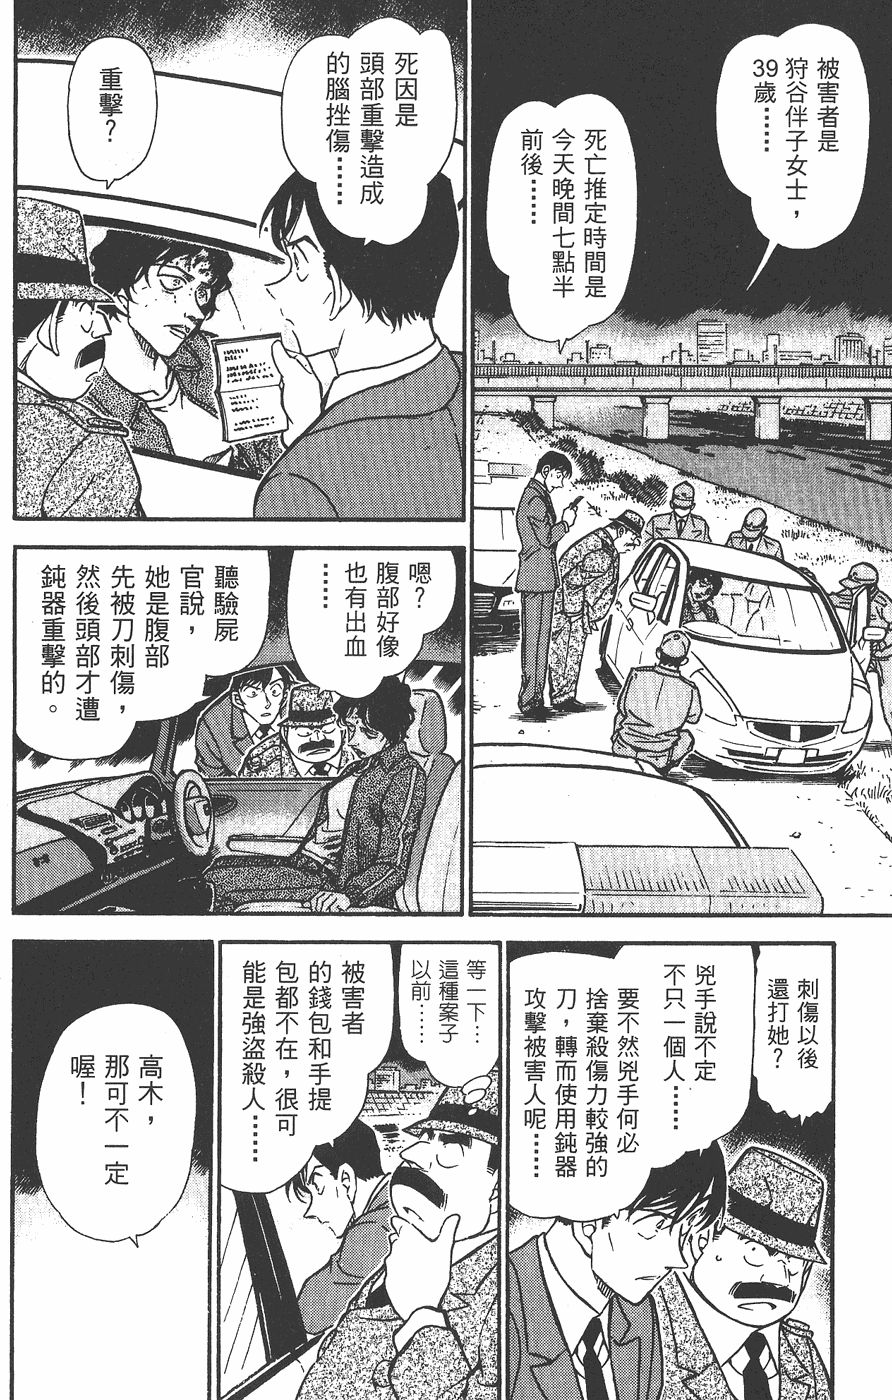 被害者是
狩谷伴子女士，
39歲……
死亡推定時間是
今天晚間七點半
前後……
死因是
頭部重擊造成
的腦挫傷……
重擊？
嗯？
腹部好像
也有出血
……
聽驗屍
官說，
她是腹部
先被刀刺傷，
然後頭部才遭
鈍器重擊的。
刺傷以後
還打她？
兇手說不定
不只一個人……
要不然兇手何必
捨棄殺傷力較強的
刀，轉而使用鈍器
攻擊被害人呢……
等一下…
這種案子
以前……
被害者
的錢包和手提
包都不在，很可
能是強盜殺人……
高木，
那可不一定
喔！